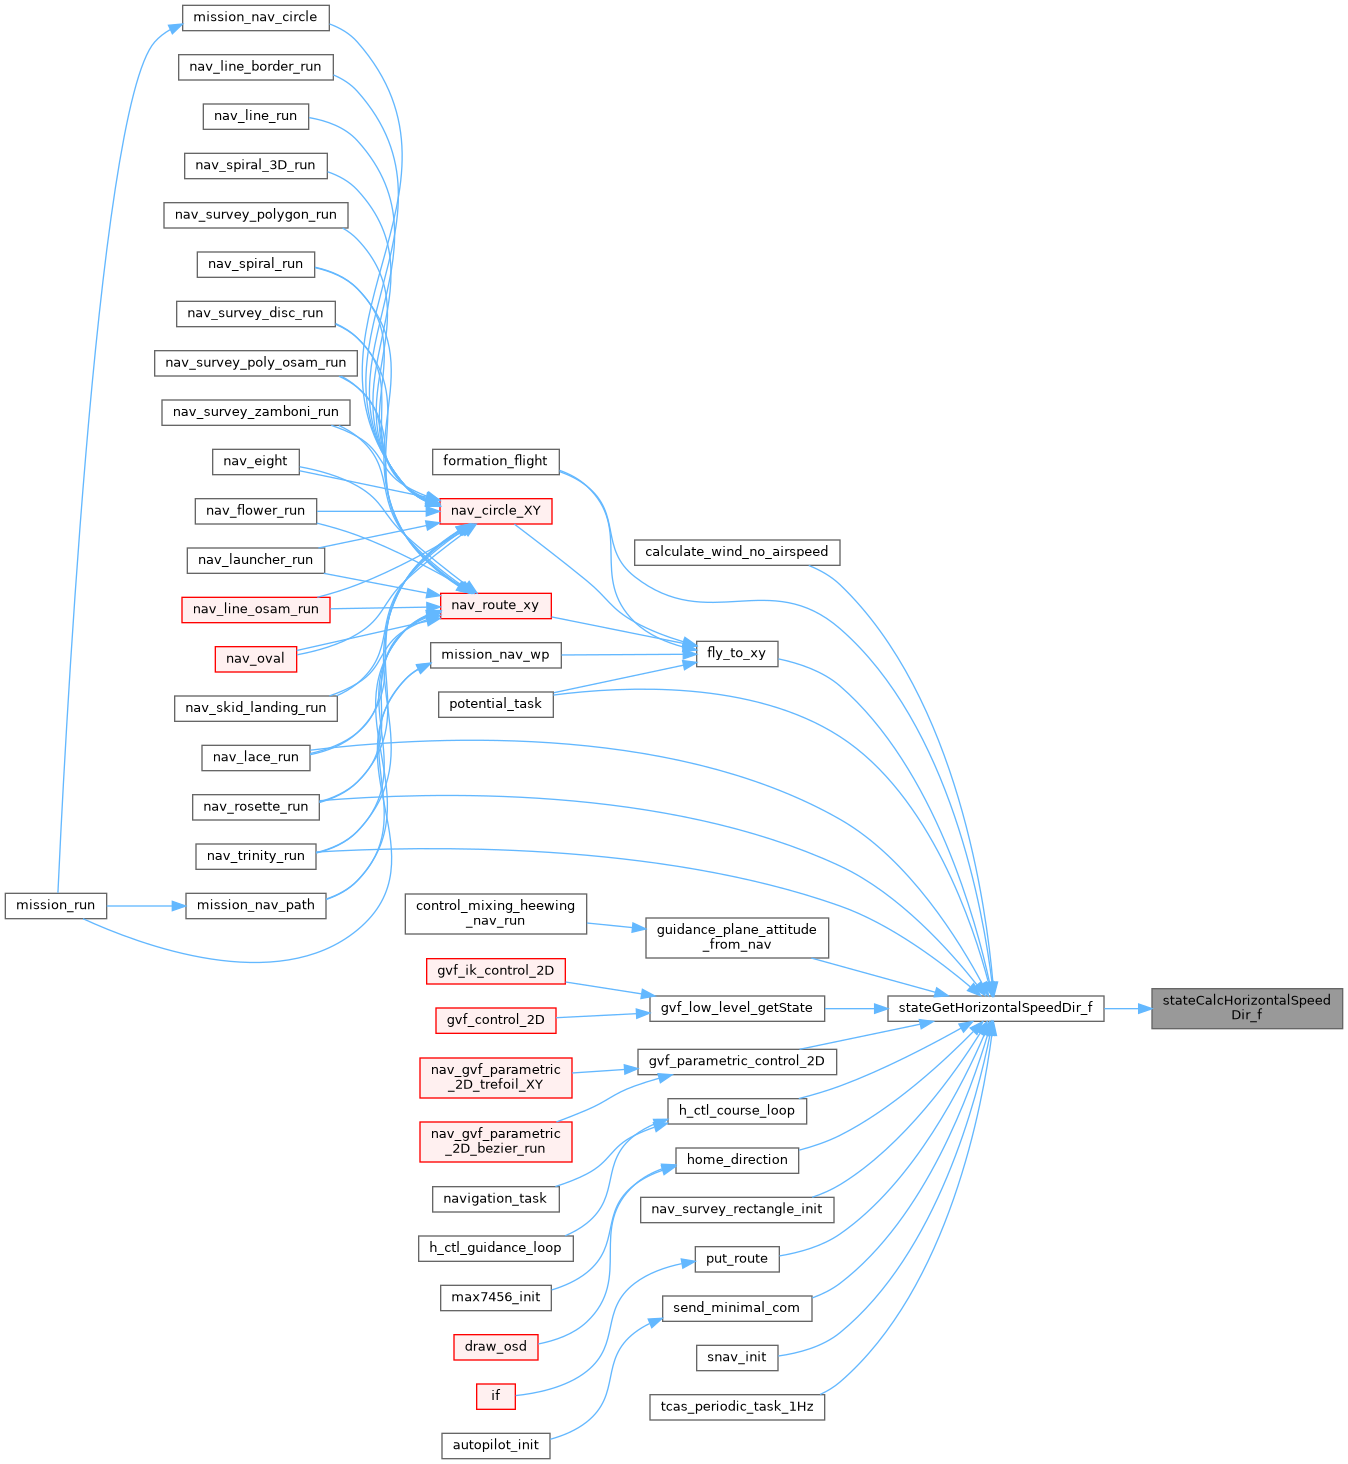 mission_nav_circle
nav_line_border_run
nav_line_run
nav_spiral_3D_run
nav_survey_polygon_run
nav_spiral_run
nav_survey_disc_run
nav_survey_poly_osam_run
nav_survey_zamboni_run
nav_eight
nav_flower_run
nav_launcher_run
nav_line_osam_run
nav_oval
nav_skid_landing_run
nav_lace_run
nav_rosette_run
nav_trinity_run
mission_run
mission_nav_path
formation_flight
nav_circle_XY
nav_route_xy
mission_nav_wp
potential_task
control_mixing_heewing
_nav_run
gvf_ik_control_2D
gvf_control_2D
nav_gvf_parametric
_2D_trefoil_XY
nav_gvf_parametric
_2D_bezier_run
navigation_task
h_ctl_guidance_loop
max7456_init
draw_osd
if
autopilot_init
calculate_wind_no_airspeed
fly_to_xy
guidance_plane_attitude
_from_nav
gvf_low_level_getState
gvf_parametric_control_2D
h_ctl_course_loop
home_direction
nav_survey_rectangle_init
put_route
send_minimal_com
snav_init
tcas_periodic_task_1Hz
stateGetHorizontalSpeedDir_f
stateCalcHorizontalSpeed
Dir_f